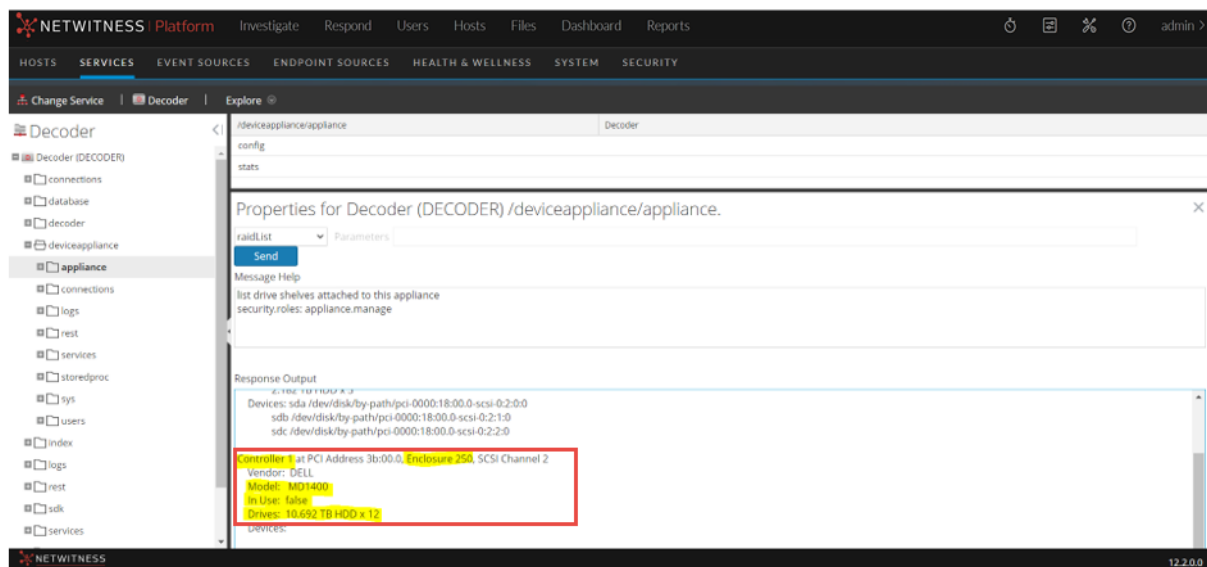 NETWITNESS Platform Investigate Respond Users Hosts Files Dashboard Reports admin >
HOSTS SERVICES EVENT SOURCES ENDPOINT SOURCES HEALTH & WELLNESS SYSTEM SECURITY
Change Service | Decoder | Explore
Decoder
Decoder (DECODER)
connections
database
decoder
deviceappliance
appliance
connections
logs
rest
services
storedproc
sys
users
index
logs
rest
sdk
services
/deviceappliance/appliance Decoder
config
stats
Properties for Decoder (DECODER) /deviceappliance/appliance.
raidList Parameters
Send
Message Help
list drive shelves attached to this appliance
security.roles: appliance.manage
Response Output
Devices: sda /dev/disk/by-path/pci-0000:18:00.0-scsi-0:2:0:0
sdb /dev/disk/by-path/pci-0000:18:00.0-scsi-0:2:1:0
sdc /dev/disk/by-path/pci-0000:18:00.0-scsi-0:2:2:0
Controller 1 at PCI Address 3b:00.0, Enclosure 250, SCSI Channel 2
Vendor: DELL
Model: MD1400
In Use: false
Drives: 10.692 TB HDD x 12
Devices:
NETWITNESS 12.2.0.0